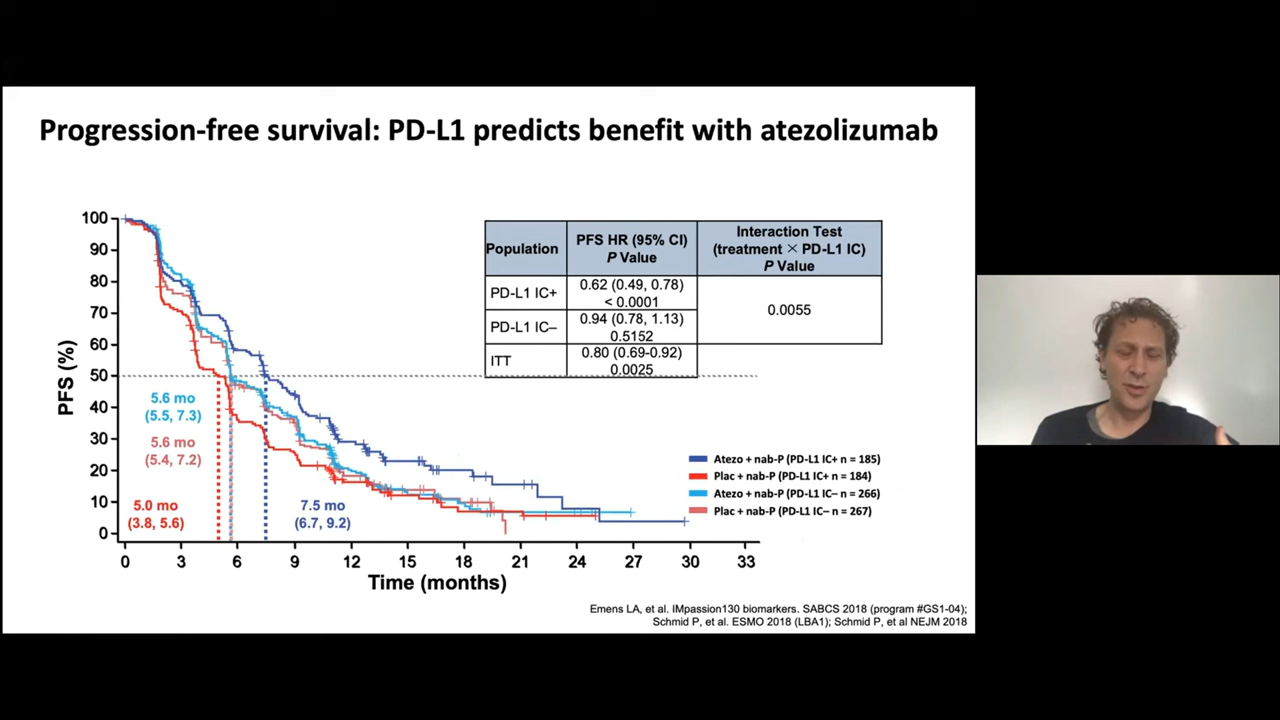 Progression-free survival: PD-L1 predicts benefit with atezolizumab
PFS (%)
100
90
80
70
60
50
40
30
20
10
0
5.6 mo
(5.5, 7.3)
5.6 mo
(5.4, 7.2)
5.0 mo
(3.8, 5.6)
7.5 mo
(6.7, 9.2)
0 3 6 9 12 15 18 21 24 27 30 33
Time (months)
Population
PFS HR (95% CI)
P Value
Interaction Test
(treatment × PD-L1 IC)
P Value
PD-L1 IC+
0.62 (0.49, 0.78)
< 0.0001
0.0055
PD-L1 IC–
0.94 (0.78, 1.13)
0.5152
ITT
0.80 (0.69-0.92)
0.0025
Atezo + nab-P (PD-L1 IC+ n = 185)
Plac + nab-P (PD-L1 IC+ n = 184)
Atezo + nab-P (PD-L1 IC– n = 266)
Plac + nab-P (PD-L1 IC– n = 267)
Emens LA, et al. IMpassion130 biomarkers. SABCS 2018 (program #GS1-04);
Schmid P, et al. ESMO 2018 (LBA1); Schmid P, et al NEJM 2018